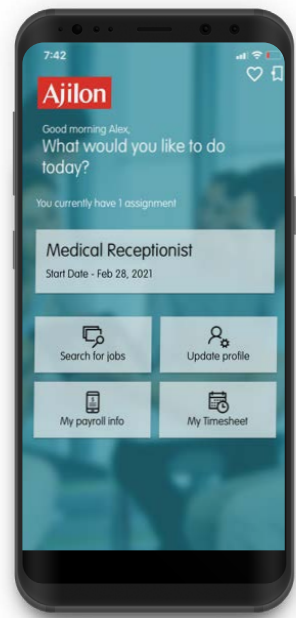 7:42
Ajilon
Good morning Alex,
What would you like to do
today?
You currently have 1 assignment
Medical Receptionist
Start Date - Feb 28, 2021
Search for jobs
Update profile
My payroll info
My Timesheet